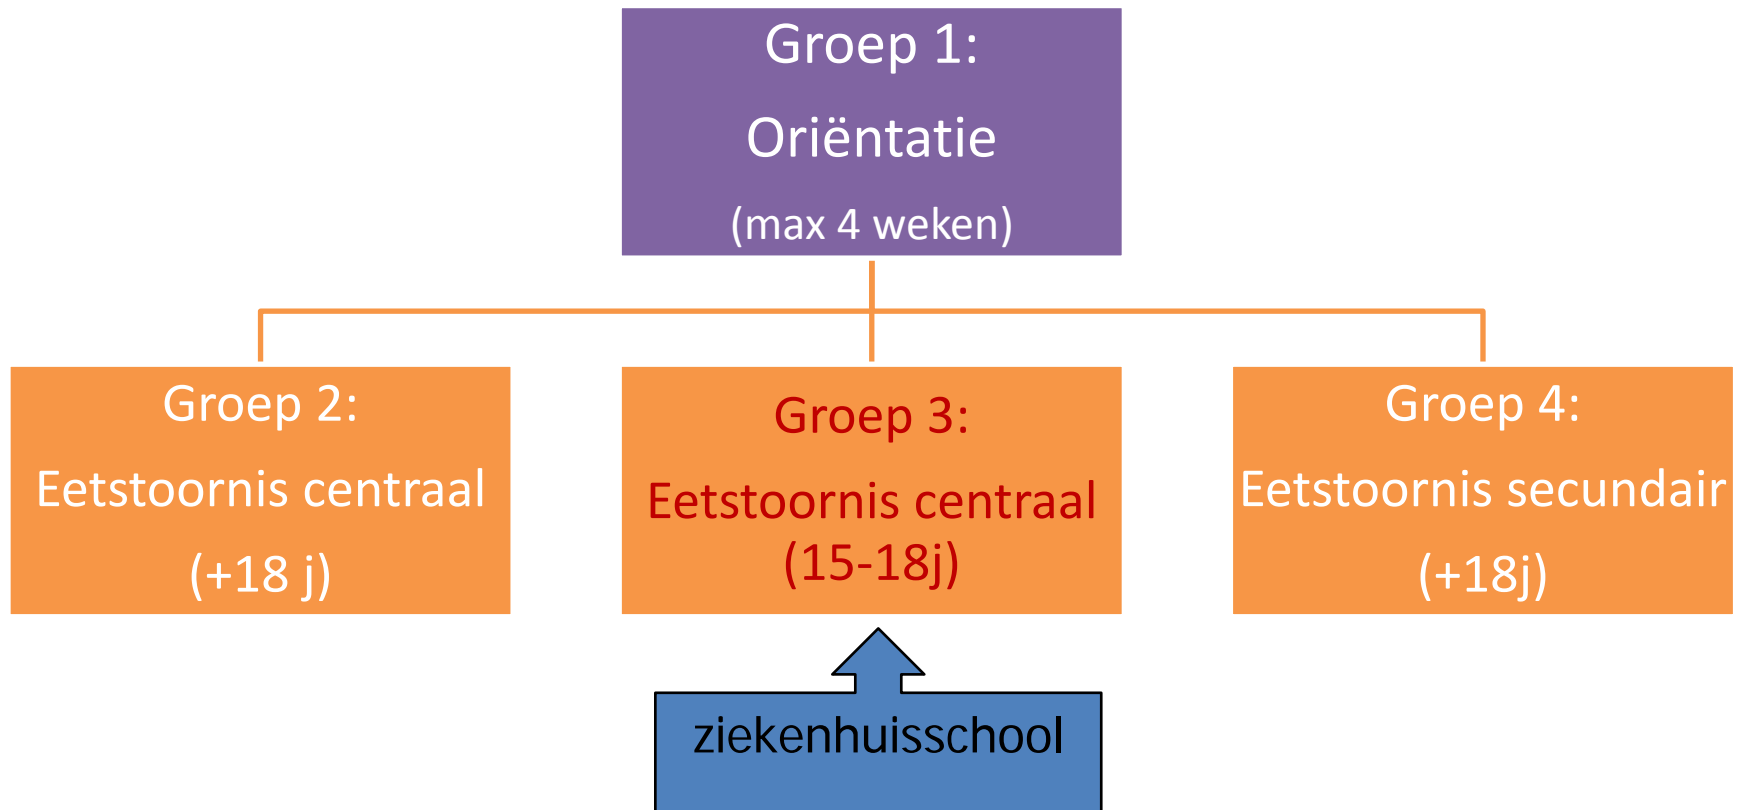 Groep 1:
Oriëntatie
(max 4 weken)
Groep 2:
Eetstoornis centraal
(+18 j)
Groep 3:
Eetstoornis centraal
(15-18j)
Groep 4:
Eetstoornis secundair
(+18j)
ziekenhuisschool